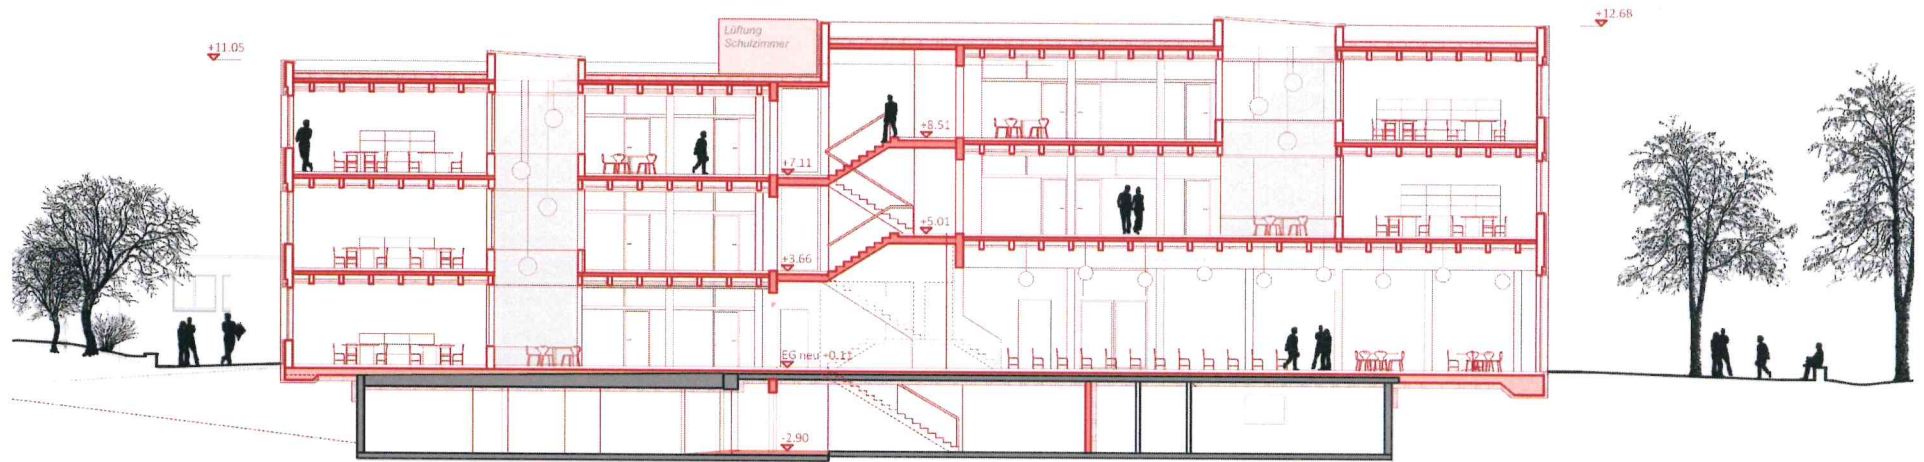 +12.68
Lüftung
Schulzimmer
+11.05
+8.51
+7.11
+5.01
+3.66
EG neu +0.11
-2.90